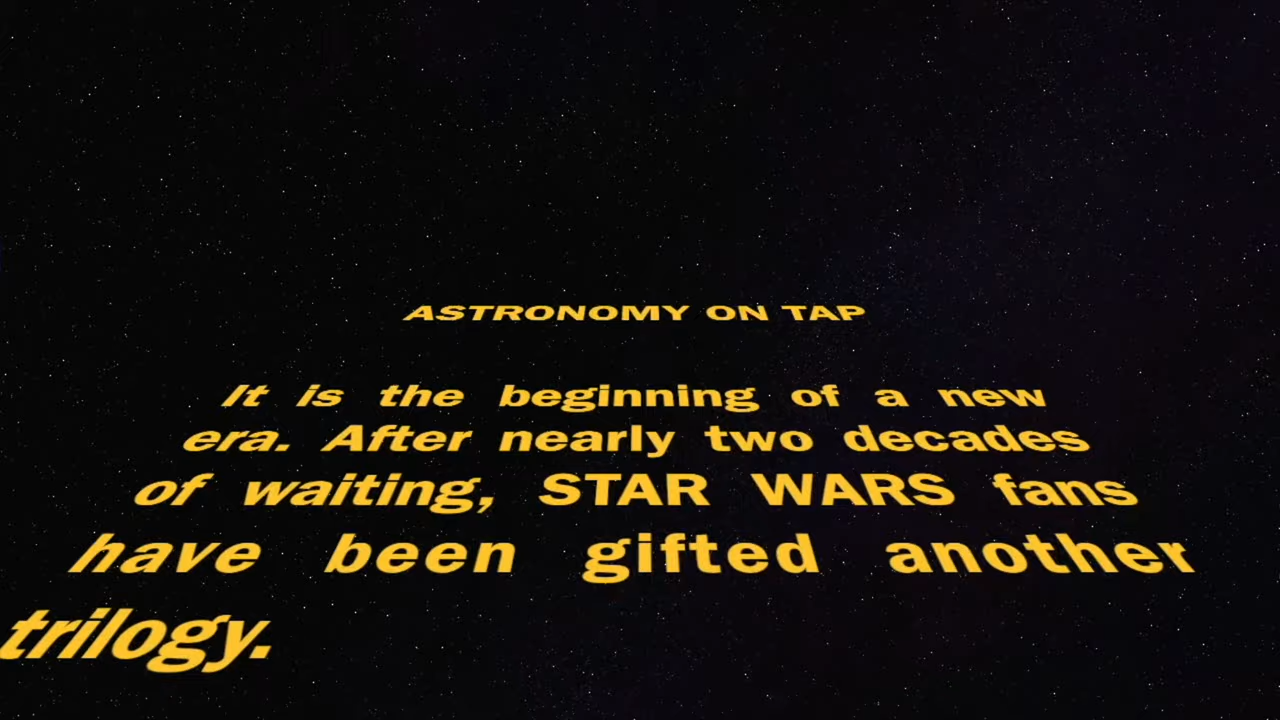 ASTRONOMY ON TAP
It is the beginning of a new
era. After nearly two decades
of waiting, STAR WARS fans
have been gifted another
trilogy.